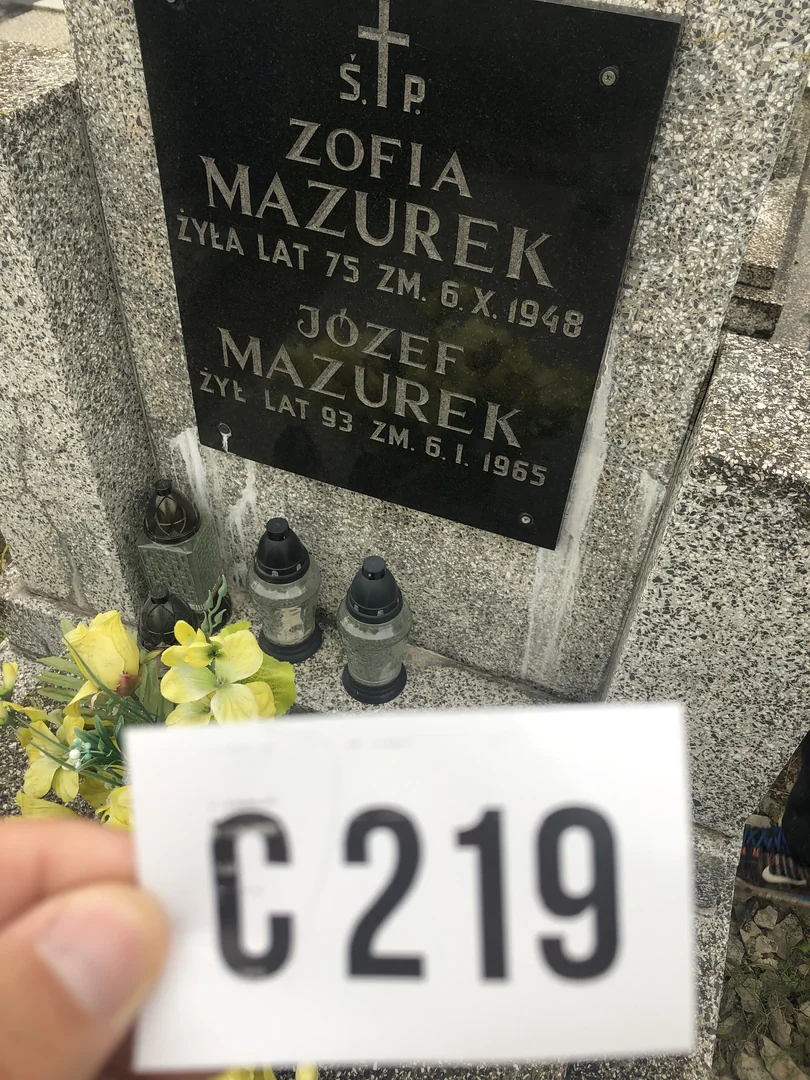 Ś. P.
ZOFIA
MAZUREK
ŻYŁA LAT 75 ZM. 6.X.1948
JÓZEF
MAZUREK
ŻYŁ LAT 93 ZM. 6.I.1965
C219